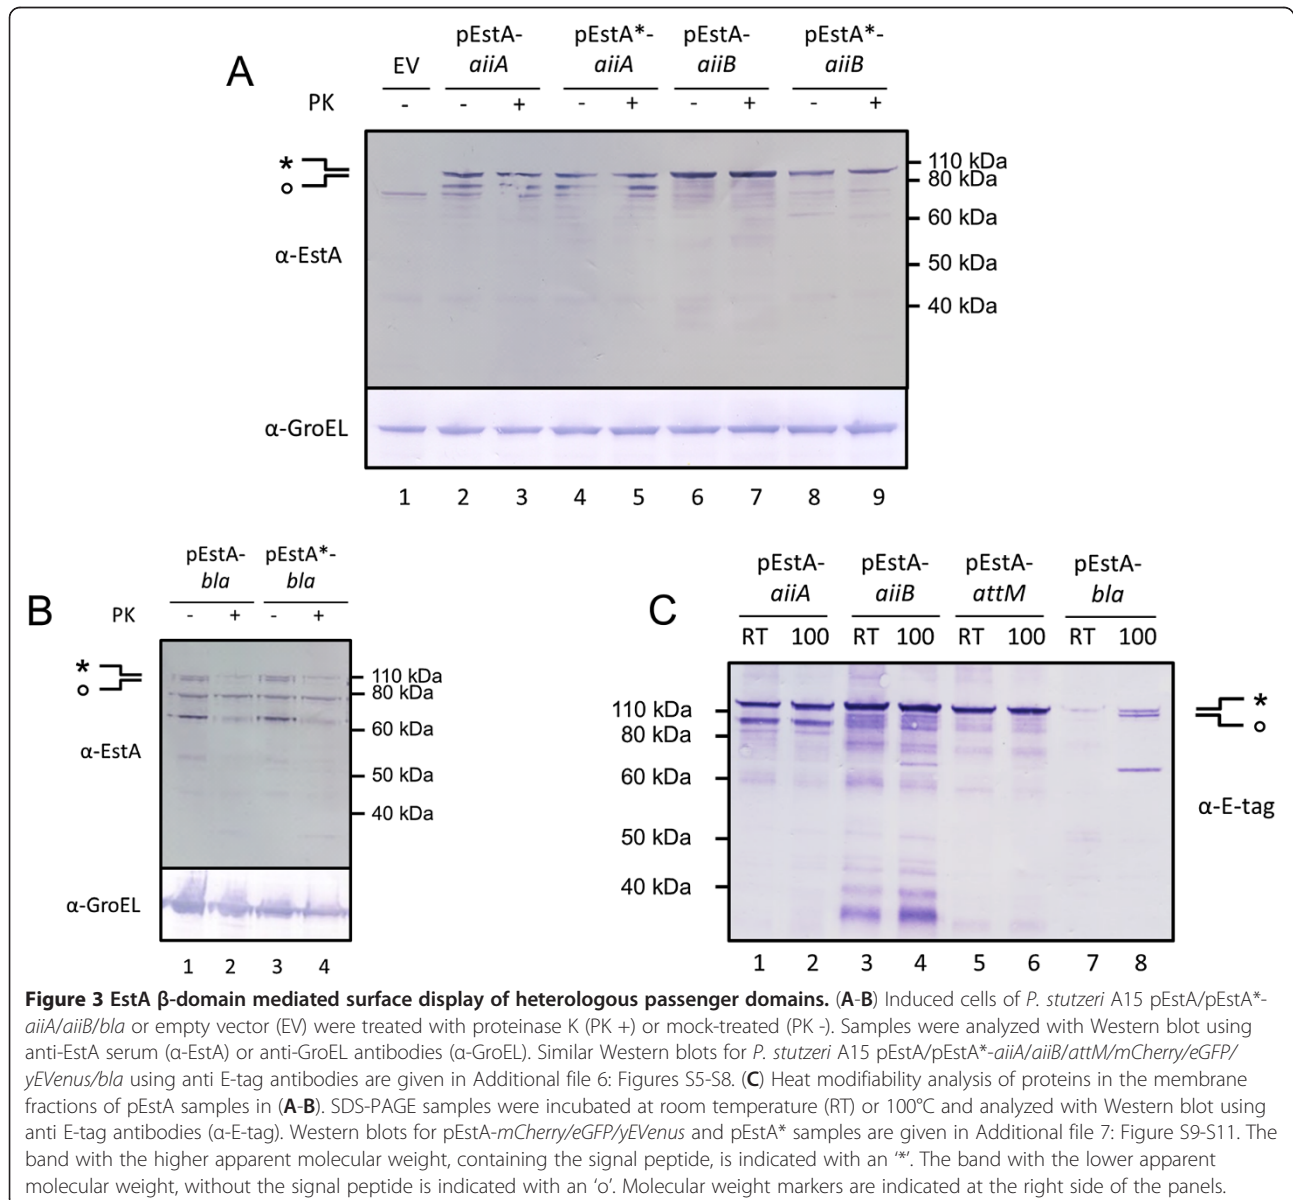 A
EV pEstA-aiiA pEstA*-aiiA pEstA-aiiB pEstA*-aiiB
PK - - + - + - + - +
*
o
110 kDa
80 kDa
60 kDa
α-EstA
50 kDa
40 kDa
α-GroEL
1 2 3 4 5 6 7 8 9
B
pEstA-bla pEstA*-bla
PK - + - +
*
o
110 kDa
80 kDa
60 kDa
α-EstA
50 kDa
40 kDa
α-GroEL
1 2 3 4
C
pEstA-aiiA pEstA-aiiB pEstA-attM pEstA-bla
RT 100 RT 100 RT 100 RT 100
110 kDa
80 kDa
60 kDa
50 kDa
40 kDa
*
o
α-E-tag
1 2 3 4 5 6 7 8
Figure 3 EstA β-domain mediated surface display of heterologous passenger domains. (A-B) Induced cells of P. stutzeri A15 pEstA/pEstA*-
aiiA/aiiB/bla or empty vector (EV) were treated with proteinase K (PK +) or mock-treated (PK -). Samples were analyzed with Western blot using
anti-EstA serum (α-EstA) or anti-GroEL antibodies (α-GroEL). Similar Western blots for P. stutzeri A15 pEstA/pEstA*-aiiA/aiiB/attM/mCherry/eGFP/
yEVenus/bla using anti E-tag antibodies are given in Additional file 6: Figures S5-S8. (C) Heat modifiability analysis of proteins in the membrane
fractions of pEstA samples in (A-B). SDS-PAGE samples were incubated at room temperature (RT) or 100°C and analyzed with Western blot using
anti E-tag antibodies (α-E-tag). Western blots for pEstA-mCherry/eGFP/yEVenus and pEstA* samples are given in Additional file 7: Figure S9-S11. The
band with the higher apparent molecular weight, containing the signal peptide, is indicated with an ‘*’. The band with the lower apparent
molecular weight, without the signal peptide is indicated with an ‘o’. Molecular weight markers are indicated at the right side of the panels.